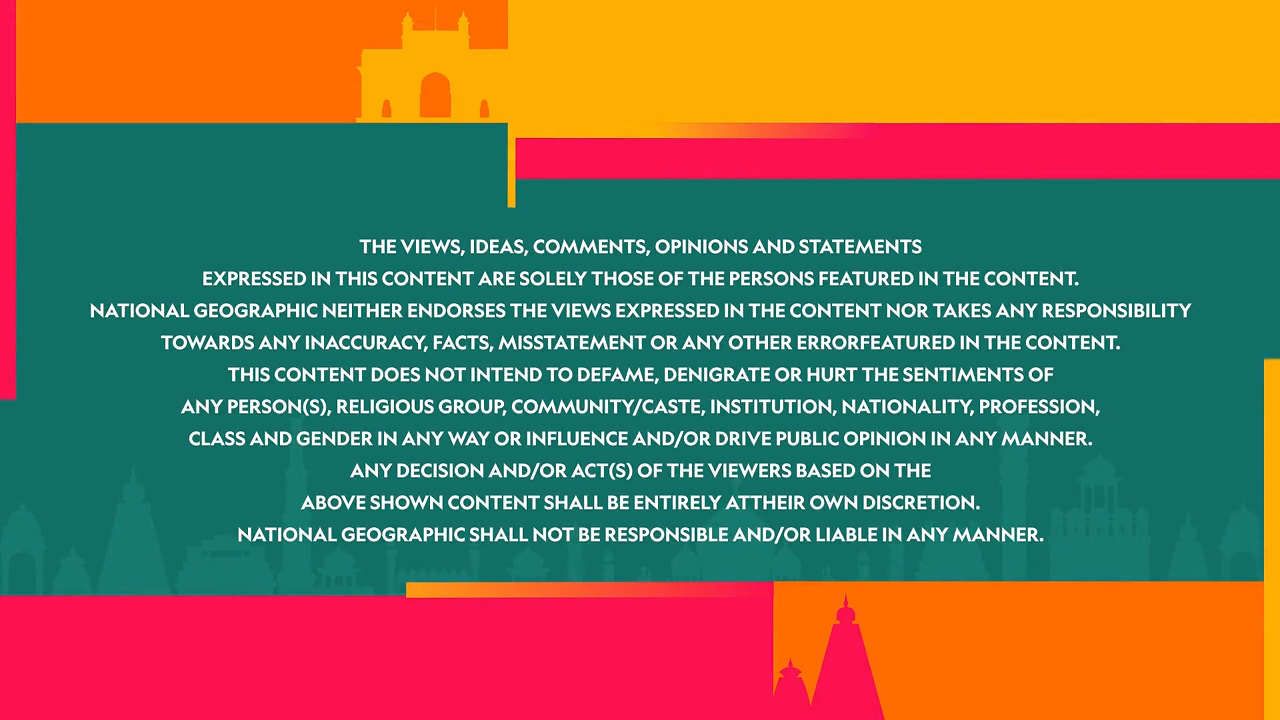 THE VIEWS, IDEAS, COMMENTS, OPINIONS AND STATEMENTS
EXPRESSED IN THIS CONTENT ARE SOLELY THOSE OF THE PERSONS FEATURED IN THE CONTENT.
NATIONAL GEOGRAPHIC NEITHER ENDORSES THE VIEWS EXPRESSED IN THE CONTENT NOR TAKES ANY RESPONSIBILITY
TOWARDS ANY INACCURACY, FACTS, MISSTATEMENT OR ANY OTHER ERRORFEATURED IN THE CONTENT.
THIS CONTENT DOES NOT INTEND TO DEFAME, DENIGRATE OR HURT THE SENTIMENTS OF
ANY PERSON(S), RELIGIOUS GROUP, COMMUNITY/CASTE, INSTITUTION, NATIONALITY, PROFESSION,
CLASS AND GENDER IN ANY WAY OR INFLUENCE AND/OR DRIVE PUBLIC OPINION IN ANY MANNER.
ANY DECISION AND/OR ACT(S) OF THE VIEWERS BASED ON THE
ABOVE SHOWN CONTENT SHALL BE ENTIRELY ATTHEIR OWN DISCRETION.
NATIONAL GEOGRAPHIC SHALL NOT BE RESPONSIBLE AND/OR LIABLE IN ANY MANNER.